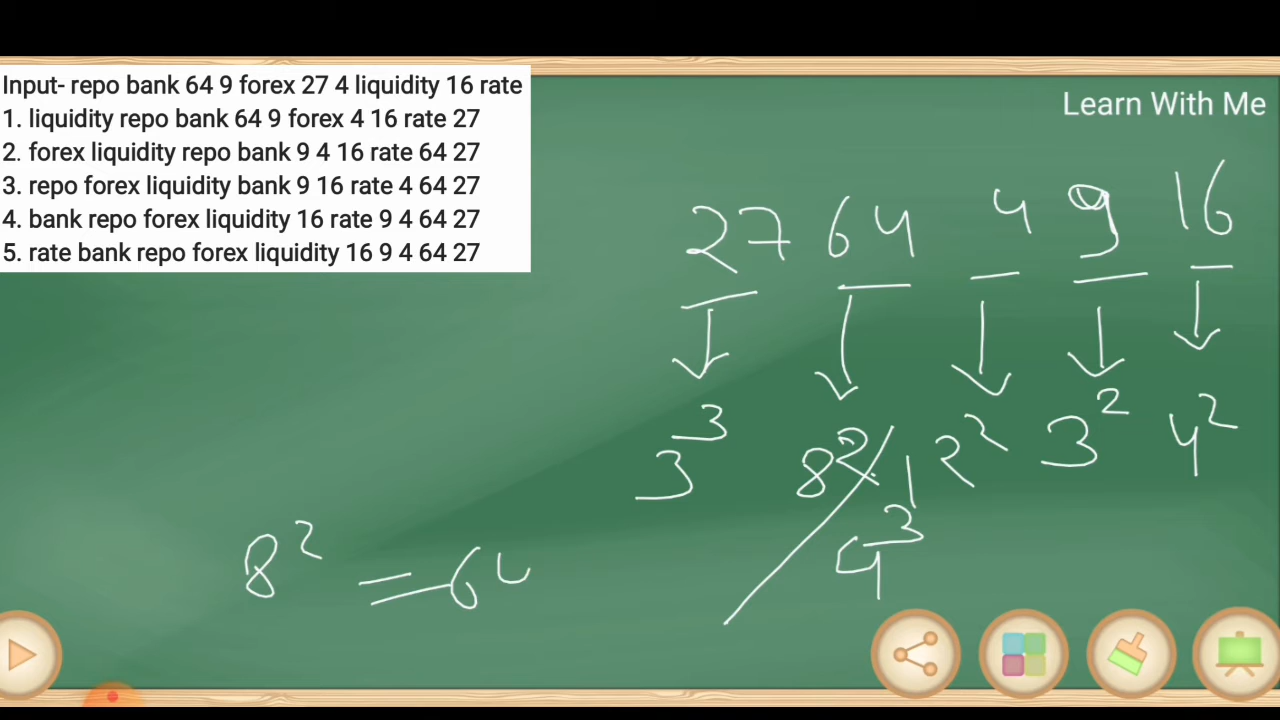 Input- repo bank 64 9 forex 27 4 liquidity 16 rate
1. liquidity repo bank 64 9 forex 4 16 rate 27
2. forex liquidity repo bank 9 4 16 rate 64 27
3. repo forex liquidity bank 9 16 rate 4 64 27
4. bank repo forex liquidity 16 rate 9 4 64 27
5. rate bank repo forex liquidity 16 9 4 64 27
Learn With Me
27 64 4 9 16
3³ 8² 2² 3² 4²
4³
8² = 64